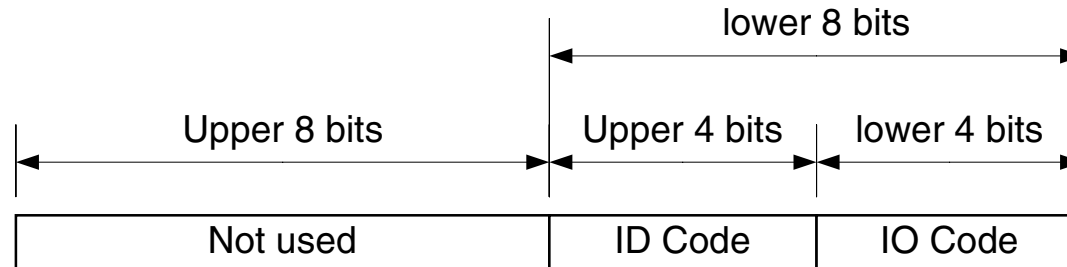 lower 8 bits
Upper 8 bits Upper 4 bits lower 4 bits
Not used ID Code IO Code